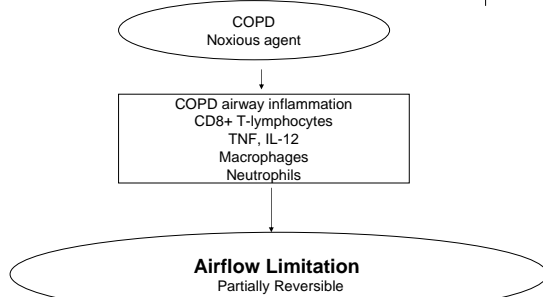 COPD
Noxious agent
COPD airway inflammation
CD8+ T-lymphocytes
TNF, IL-12
Macrophages
Neutrophils
Airflow Limitation
Partially Reversible